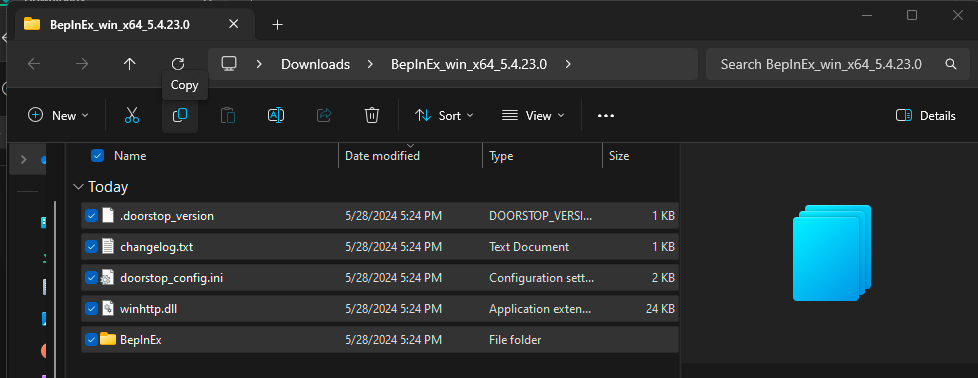 BepInEx_win_x64_5.4.23.0
Downloads
BepInEx_win_x64_5.4.23.0
Search BepInEx_win_x64_5.4.23.0
Copy
New
Sort
View
Details
Name Date modified Type Size
Today
.doorstop_version 5/28/2024 5:24 PM DOORSTOP_VERSI... 1 KB
changelog.txt 5/28/2024 5:24 PM Text Document 1 KB
doorstop_config.ini 5/28/2024 5:24 PM Configuration sett... 2 KB
winhttp.dll 5/28/2024 5:24 PM Application exten... 24 KB
BepInEx 5/28/2024 5:24 PM File folder